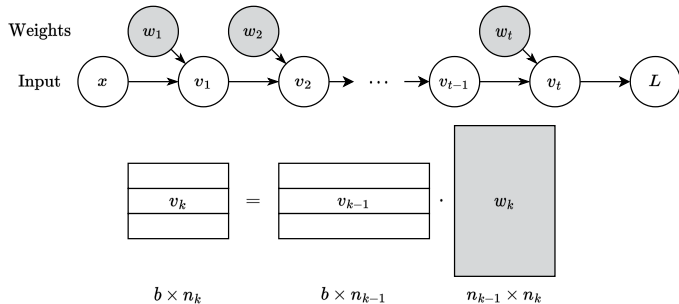 Weights w₁ w₂ wₜ
Input x v₁ v₂ ⋯ vₜ₋₁ vₜ L
vₖ = vₖ₋₁ · wₖ
b × nₖ b × nₖ₋₁ nₖ₋₁ × nₖ